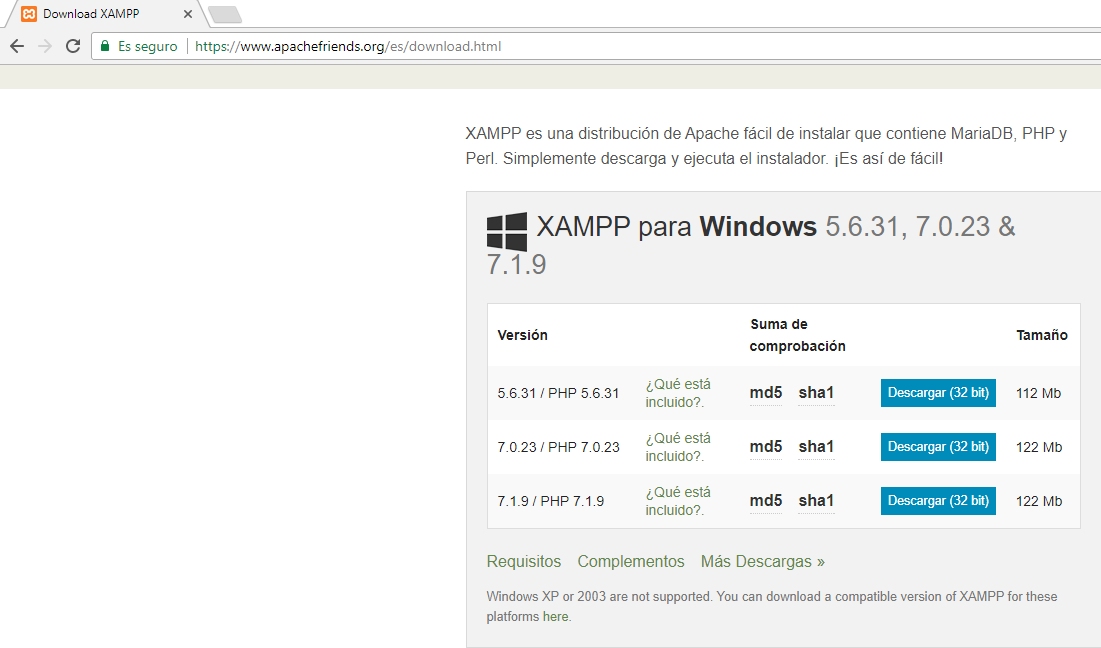 Download XAMPP
Es seguro https://www.apachefriends.org/es/download.html
XAMPP es una distribución de Apache fácil de instalar que contiene MariaDB, PHP y
Perl. Simplemente descarga y ejecuta el instalador. ¡Es así de fácil!
XAMPP para Windows 5.6.31, 7.0.23 &
7.1.9
Versión Suma de comprobación Tamaño
5.6.31 / PHP 5.6.31 ¿Qué está incluido?. md5 sha1 Descargar (32 bit) 112 Mb
7.0.23 / PHP 7.0.23 ¿Qué está incluido?. md5 sha1 Descargar (32 bit) 122 Mb
7.1.9 / PHP 7.1.9 ¿Qué está incluido?. md5 sha1 Descargar (32 bit) 122 Mb
Requisitos Complementos Más Descargas »
Windows XP or 2003 are not supported. You can download a compatible version of XAMPP for these
platforms here.